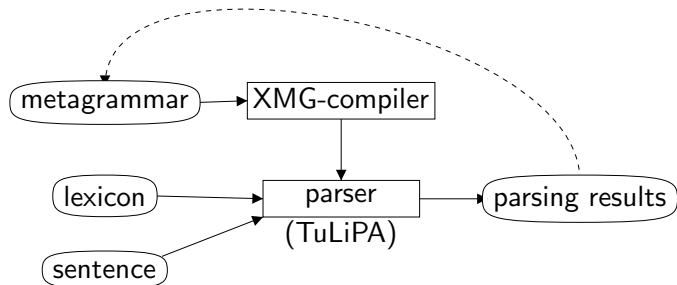 metagrammar
XMG-compiler
lexicon
parser
(TuLiPA)
parsing results
sentence